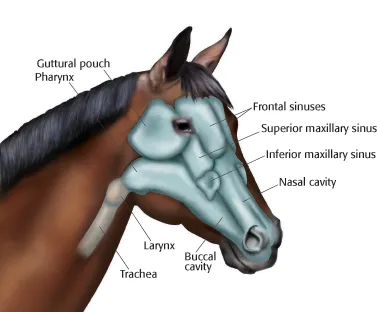 Guttural pouch
Pharynx
Frontal sinuses
Superior maxillary sinus
Inferior maxillary sinus
Nasal cavity
Larynx
Buccal
cavity
Trachea